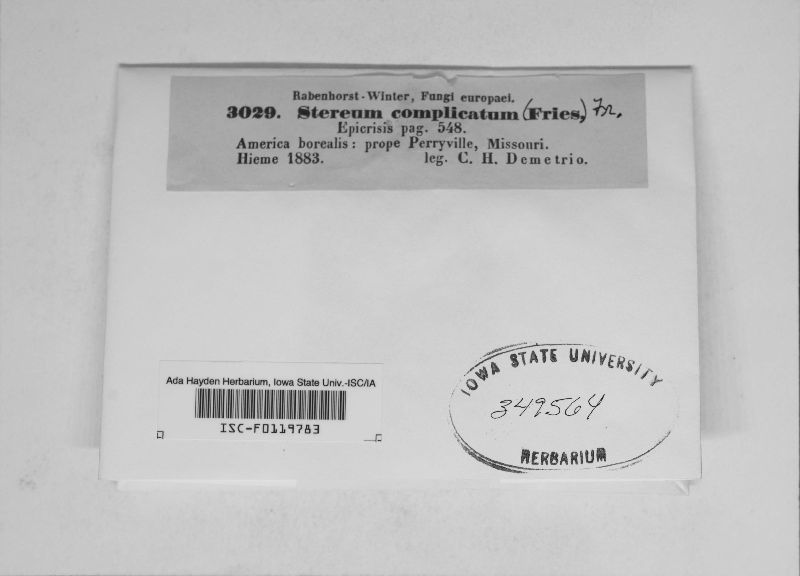 Rabenhorst-Winter, Fungi europaei.
3029. Stereum complicatum (Fries,) Fr.
Epicrisis pag. 548.
America borealis: prope Perryville, Missouri.
Hieme 1883. leg. C. H. Demetrio.
Ada Hayden Herbarium, Iowa State Univ.-ISC/IA
ISC-F0119783
IOWA STATE UNIVERSITY
349564
HERBARIUM